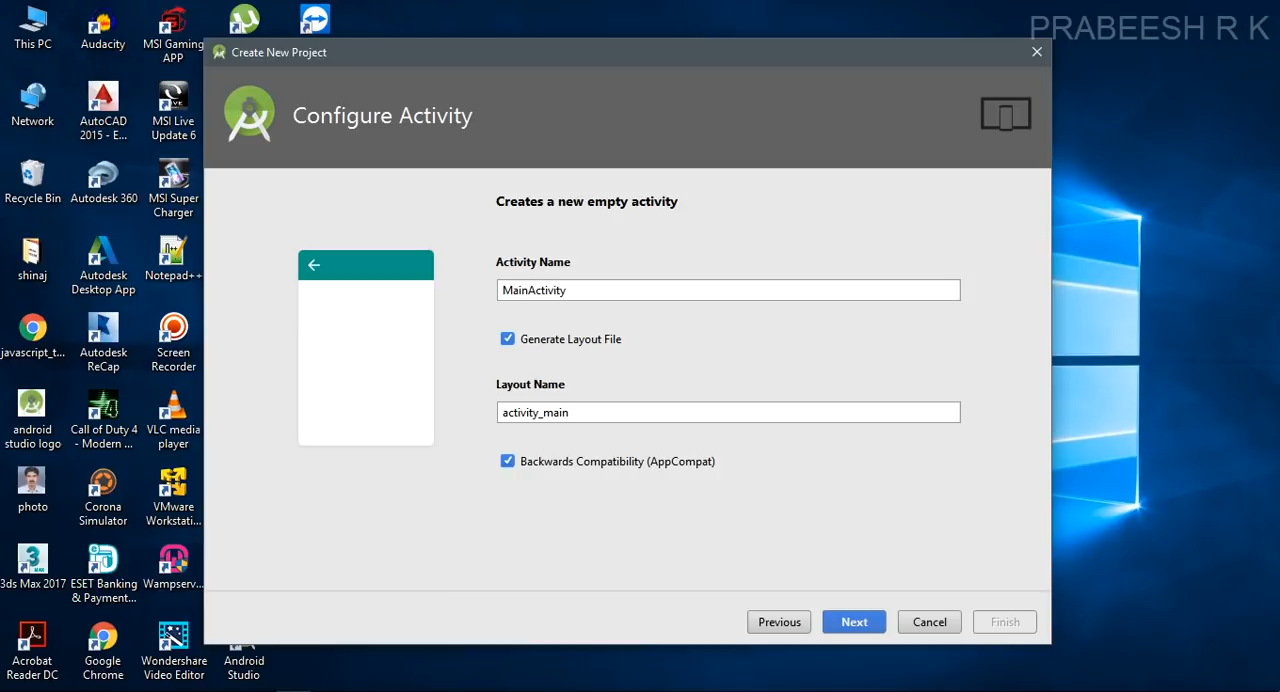 PRABEESH R K
This PC
Audacity
MSI Gaming
APP
Network
AutoCAD
2015 - E...
MSI Live
Update 6
Recycle Bin
Autodesk 360
MSI Super
Charger
shinaj
Autodesk
Desktop App
Notepad++
javascript_t...
Autodesk
ReCap
Screen
Recorder
android
studio logo
Call of Duty 4
- Modern ...
VLC media
player
photo
Corona
Simulator
VMware
Workstati...
3ds Max 2017
ESET Banking
& Payment...
Wampserv...
Acrobat
Reader DC
Google
Chrome
Wondershare
Video Editor
Android
Studio
Create New Project
Configure Activity
Creates a new empty activity
Activity Name
MainActivity
Generate Layout File
Layout Name
activity_main
Backwards Compatibility (AppCompat)
Previous
Next
Cancel
Finish